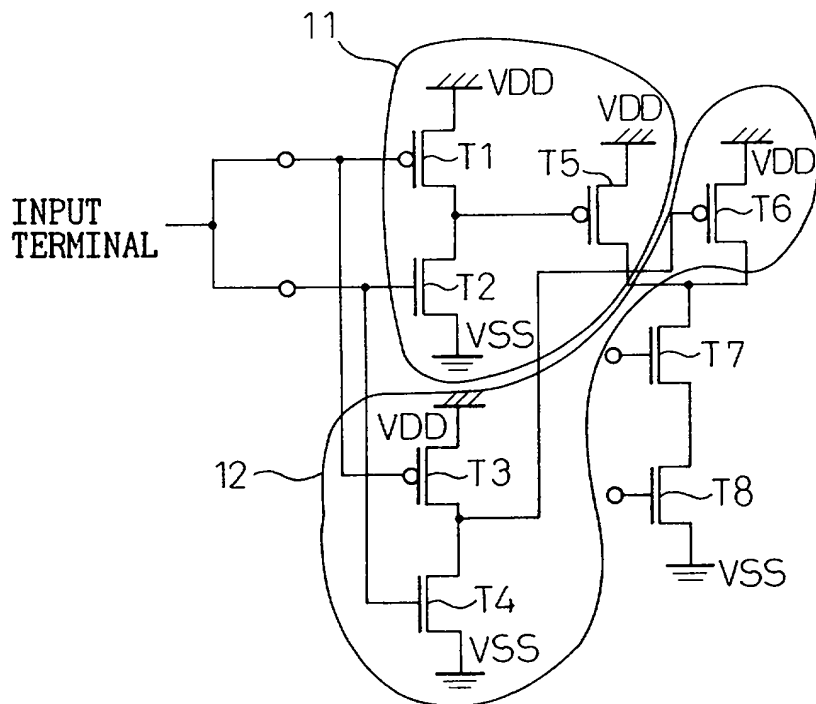 11
VDD
VDD
T1
T5
VDD
T6
INPUT
TERMINAL
T2
VSS
T7
VDD
12
T3
T8
T4
VSS
VSS